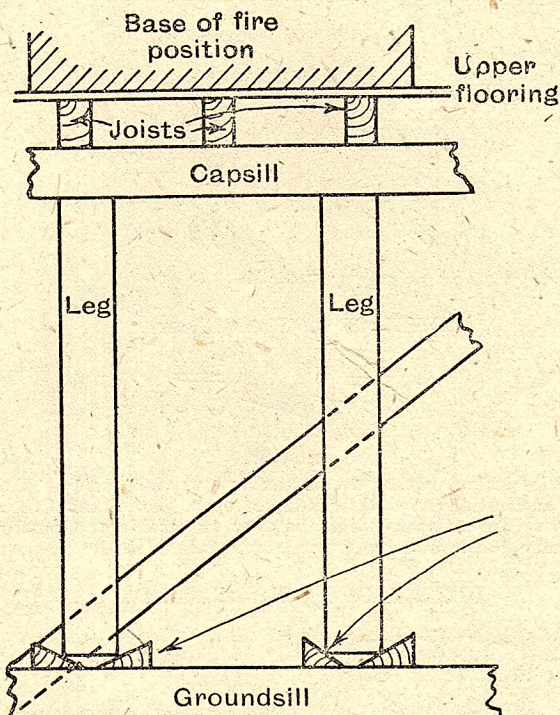 Base of fire
position
Upper
flooring
Joists
Capsill
Leg
Leg
Groundsill